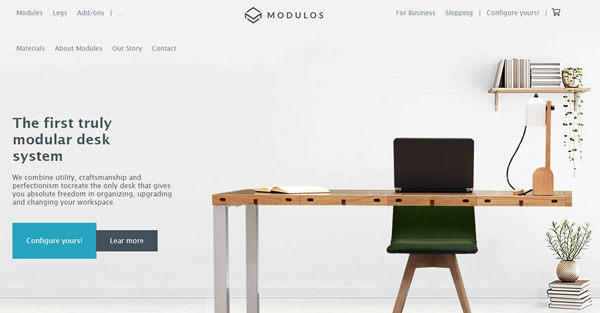 Modules Legs Add/ons | ...
MODULOS
For Business Shipping | Configure yours! |
Materials About Modules Our Story Contact
The first truly
modular desk
system
We combine utility, craftsmanship and
perfectionism tocreate the only desk that gives
you absolute freedom in organizing, upgrading
and changing your workspace.
Configure yours!
Lear more